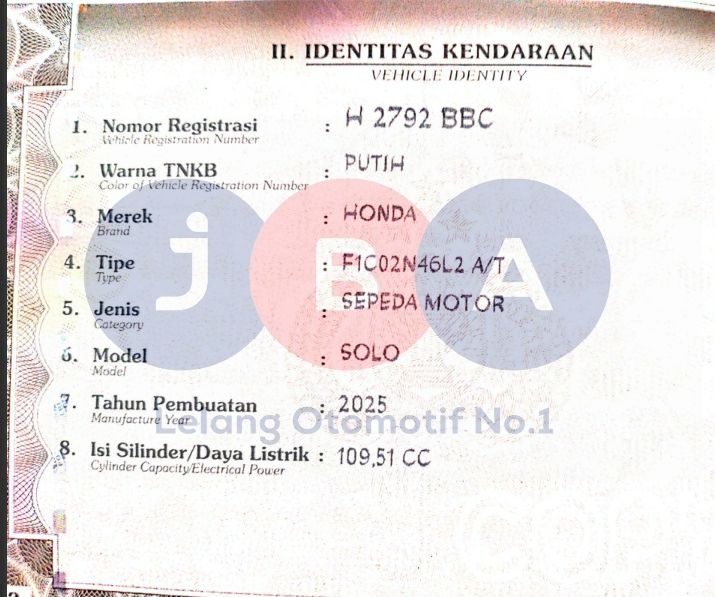 II. IDENTITAS KENDARAAN
VEHICLE IDENTITY
1. Nomor Registrasi : H 2792 BBC
Vehicle Registration Number
2. Warna TNKB : PUTIH
Color of Vehicle Registration Number
3. Merek : HONDA
Brand
4. Tipe : F1C02N46L2 A/T
Type
5. Jenis : SEPEDA MOTOR
Category
6. Model : SOLO
Model
7. Tahun Pembuatan : 2025
Manufacture Year
8. Isi Silinder/Daya Listrik : 109,51 CC
Cylinder Capacity/Electrical Power
jBA
Lelang Otomotif No.1